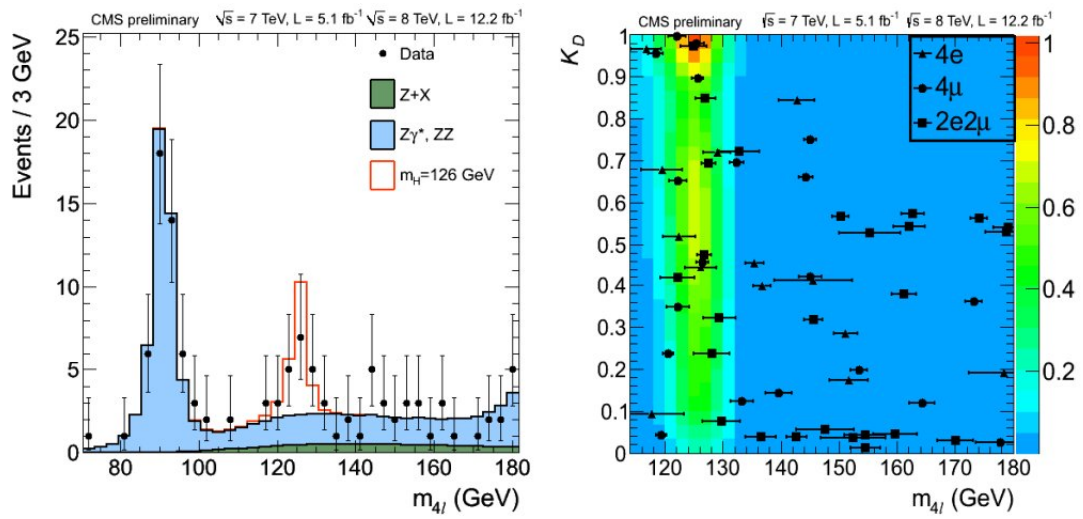 CMS preliminary √s = 7 TeV, L = 5.1 fb⁻¹ √s = 8 TeV, L = 12.2 fb⁻¹
Events / 3 GeV
25
20
15
10
5
0
Data
Z+X
Zγ*, ZZ
m_H=126 GeV
80 100 120 140 160 180
m_4l (GeV)
CMS preliminary √s = 7 TeV, L = 5.1 fb⁻¹ √s = 8 TeV, L = 12.2 fb⁻¹
K_D
1
0.9
0.8
0.7
0.6
0.5
0.4
0.3
0.2
0.1
0
4e
4μ
2e2μ
120 130 140 150 160 170 180
m_4l (GeV)
1
0.8
0.6
0.4
0.2